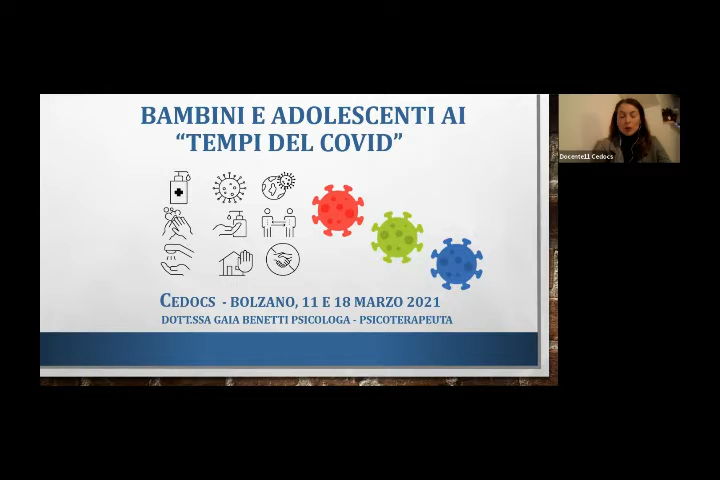 BAMBINI E ADOLESCENTI AI
“TEMPI DEL COVID”
CEDOCS - BOLZANO, 11 E 18 MARZO 2021
DOTT.SSA GAIA BENETTI PSICOLOGA - PSICOTERAPEUTA
Docente11 Cedocs